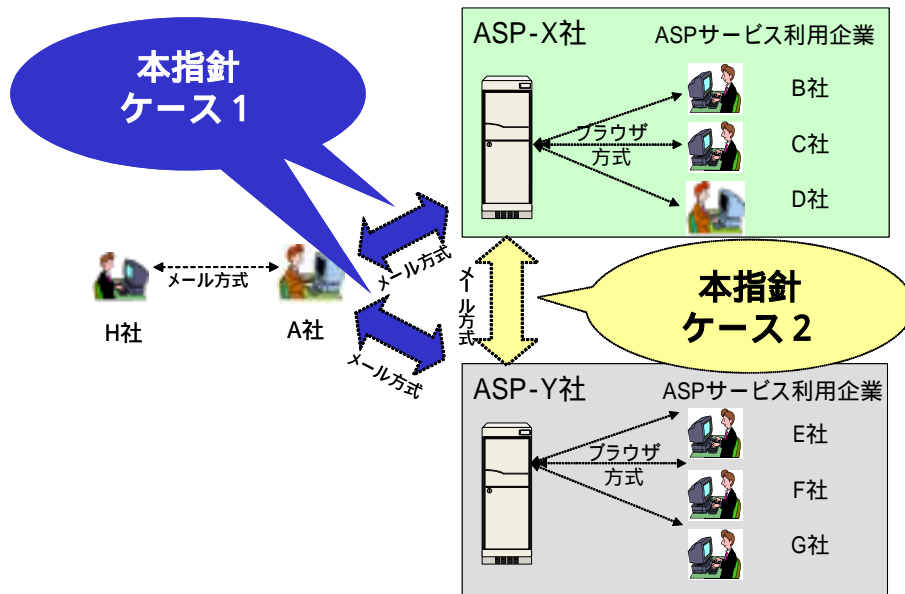 ASP-X社
ASPサービス利用企業
本指針
ケース1
B社
ブラウザ
方式
C社
D社
メール方式
メール方式
H社
A社
メール方式
メール方式
本指針
ケース2
ASP-Y社
ASPサービス利用企業
E社
ブラウザ
方式
F社
G社